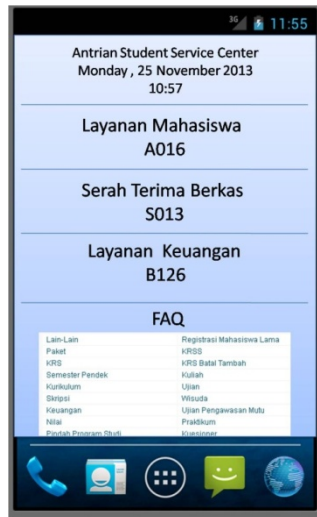 3G 11:55
Antrian Student Service Center
Monday , 25 November 2013
10:57
Layanan Mahasiswa
A016
Serah Terima Berkas
S013
Layanan Keuangan
B126
FAQ
Lain-Lain Registrasi Mahasiswa Lama
Paket KRSS
KRS KRS Batal Tambah
Semester Pendek Kuliah
Kurikulum Ujian
Skripsi Wisuda
Keuangan Ujian Pengawasan Mutu
Nilai Praktikum
Pindah Program Studi Kuesioner